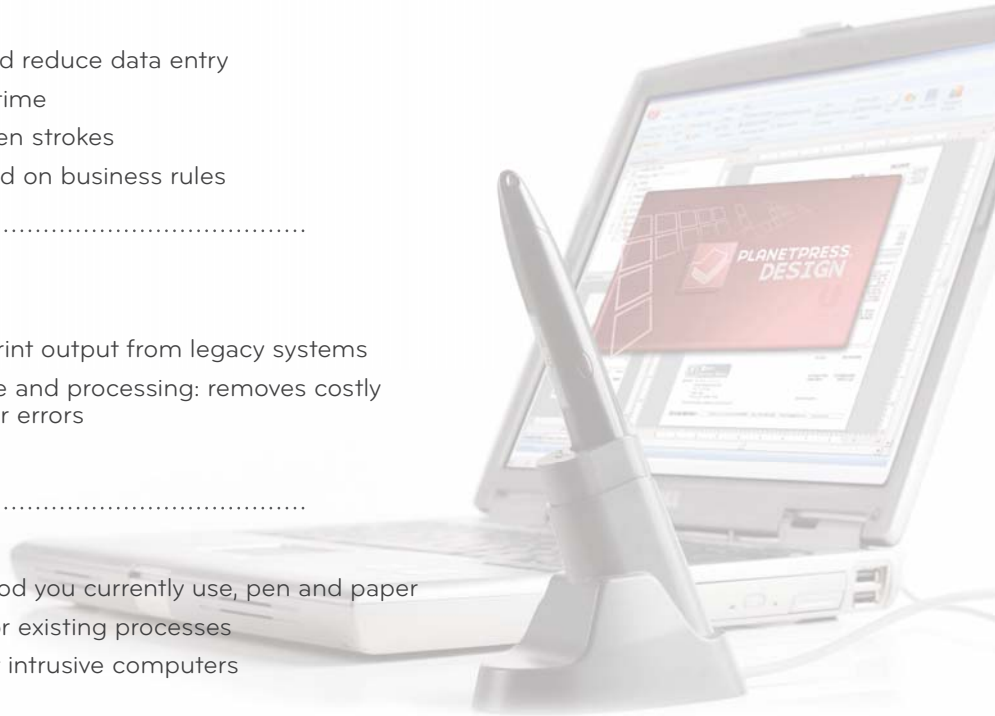 d reduce data entry
time
en strokes
d on business rules
rint output from legacy systems
e and processing: removes costly
r errors
od you currently use, pen and paper
or existing processes
r intrusive computers
PLANETPRESS
DESIGN